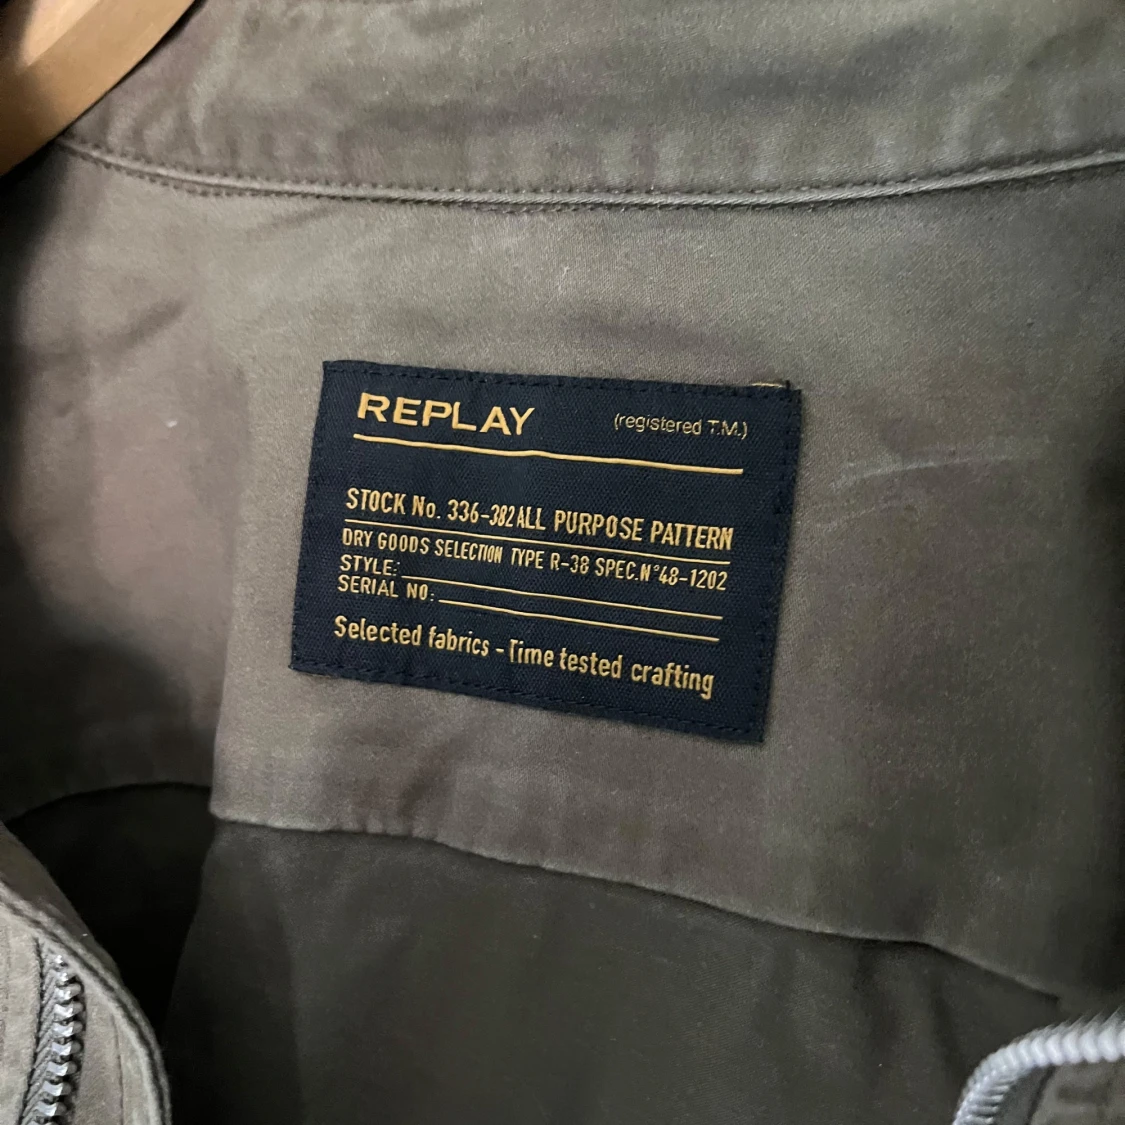 REPLAY (registered T.M.)
STOCK No. 336-382 ALL PURPOSE PATTERN
DRY GOODS SELECTION TYPE R-38 SPEC.N°48-1202
STYLE:
SERIAL NO:
Selected fabrics - Time tested crafting